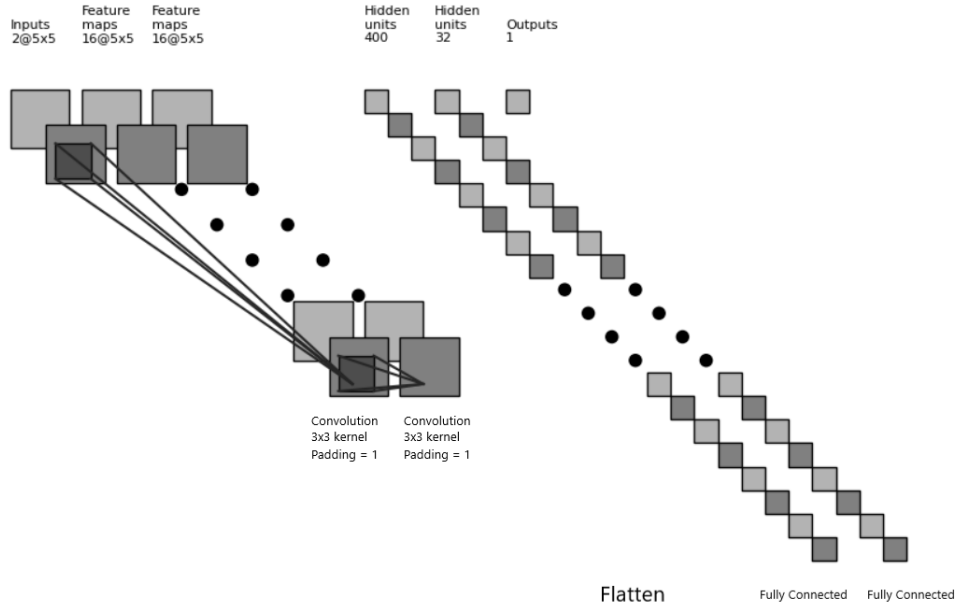 Inputs
2@5x5
Feature
maps
16@5x5
Feature
maps
16@5x5
Hidden
units
400
Hidden
units
32
Outputs
1
Convolution
3x3 kernel
Padding = 1
Convolution
3x3 kernel
Padding = 1
Flatten
Fully Connected
Fully Connected